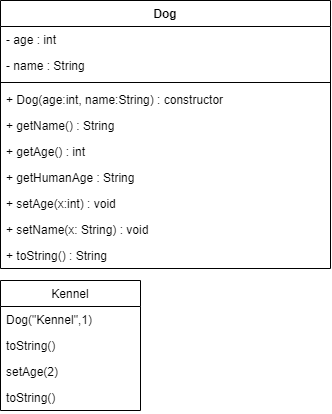 Dog
- age : int
- name : String
+ Dog(age:int, name:String) : constructor
+ getName() : String
+ getAge() : int
+ getHumanAge : String
+ setAge(x:int) : void
+ setName(x: String) : void
+ toString() : String
Kennel
Dog("Kennel",1)
toString()
setAge(2)
toString()